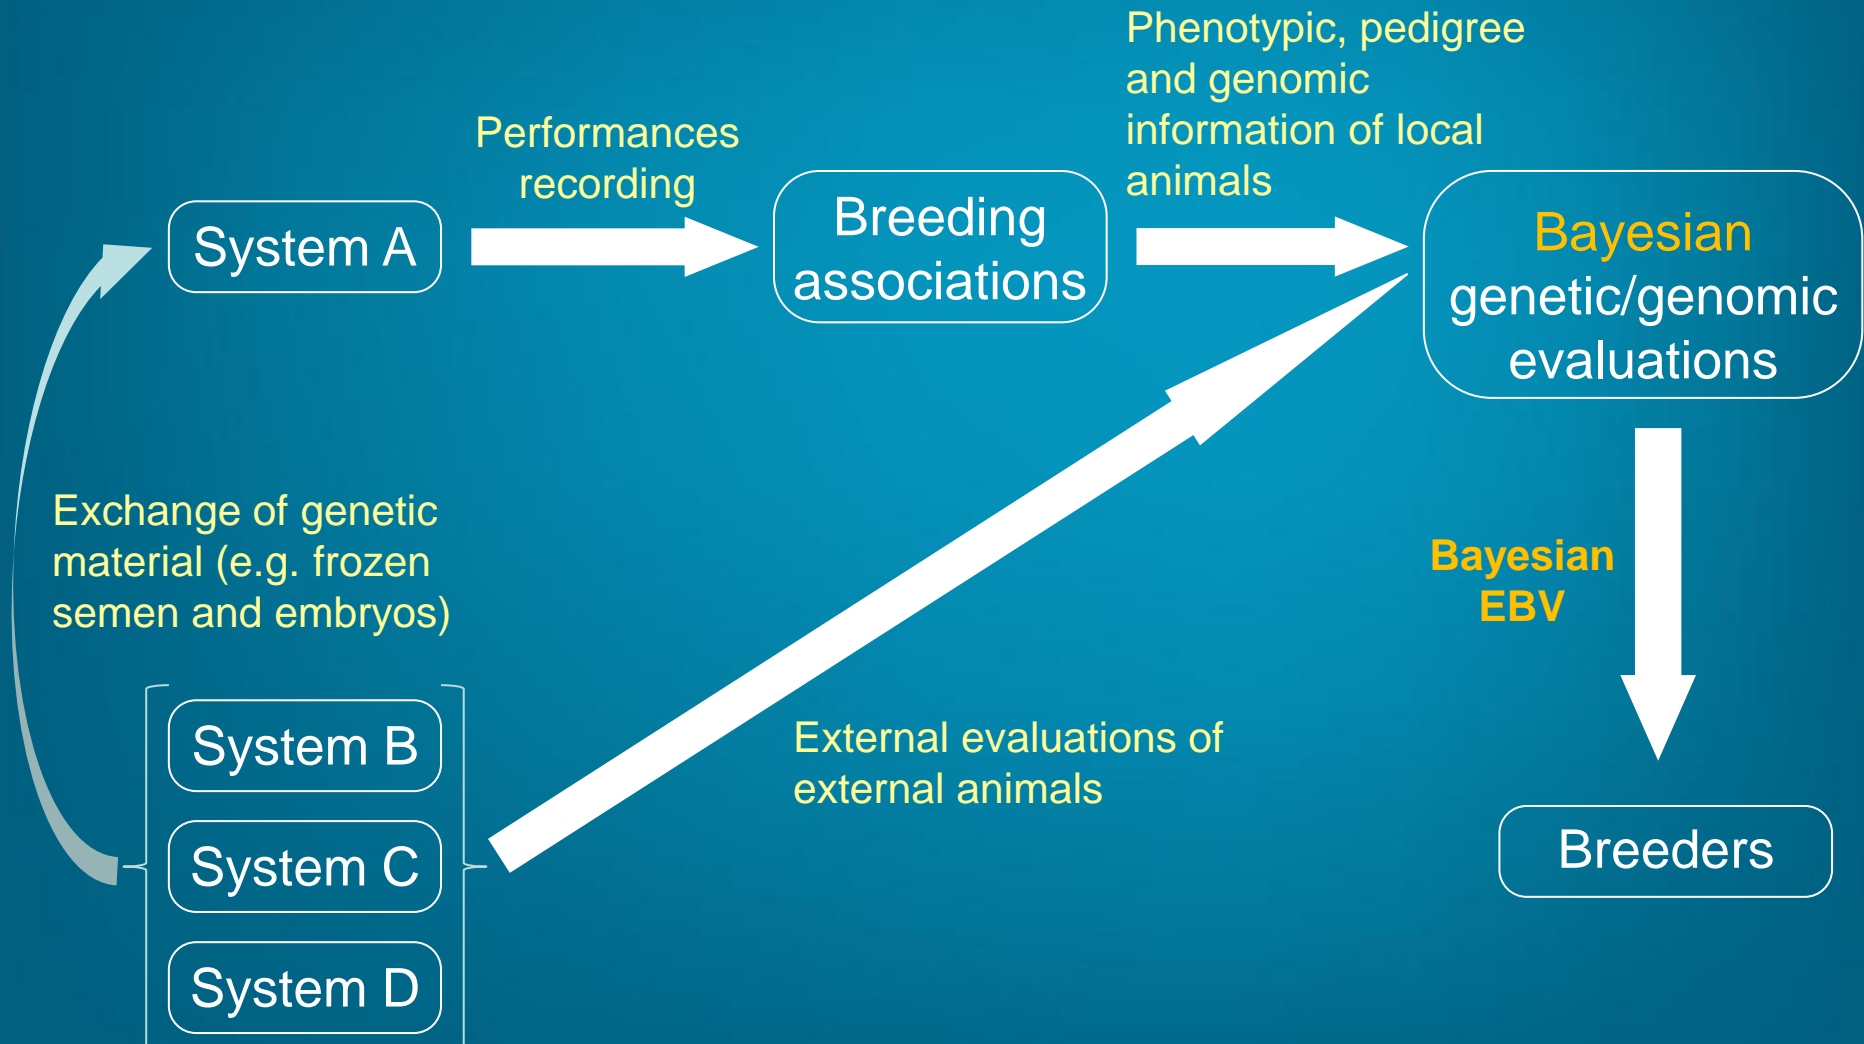 Phenotypic, pedigree
and genomic
information of local
animals
Performances
recording
System A
Breeding
associations
Bayesian
genetic/genomic
evaluations
Exchange of genetic
material (e.g. frozen
semen and embryos)
Bayesian
EBV
System B
External evaluations of
external animals
System C
Breeders
System D